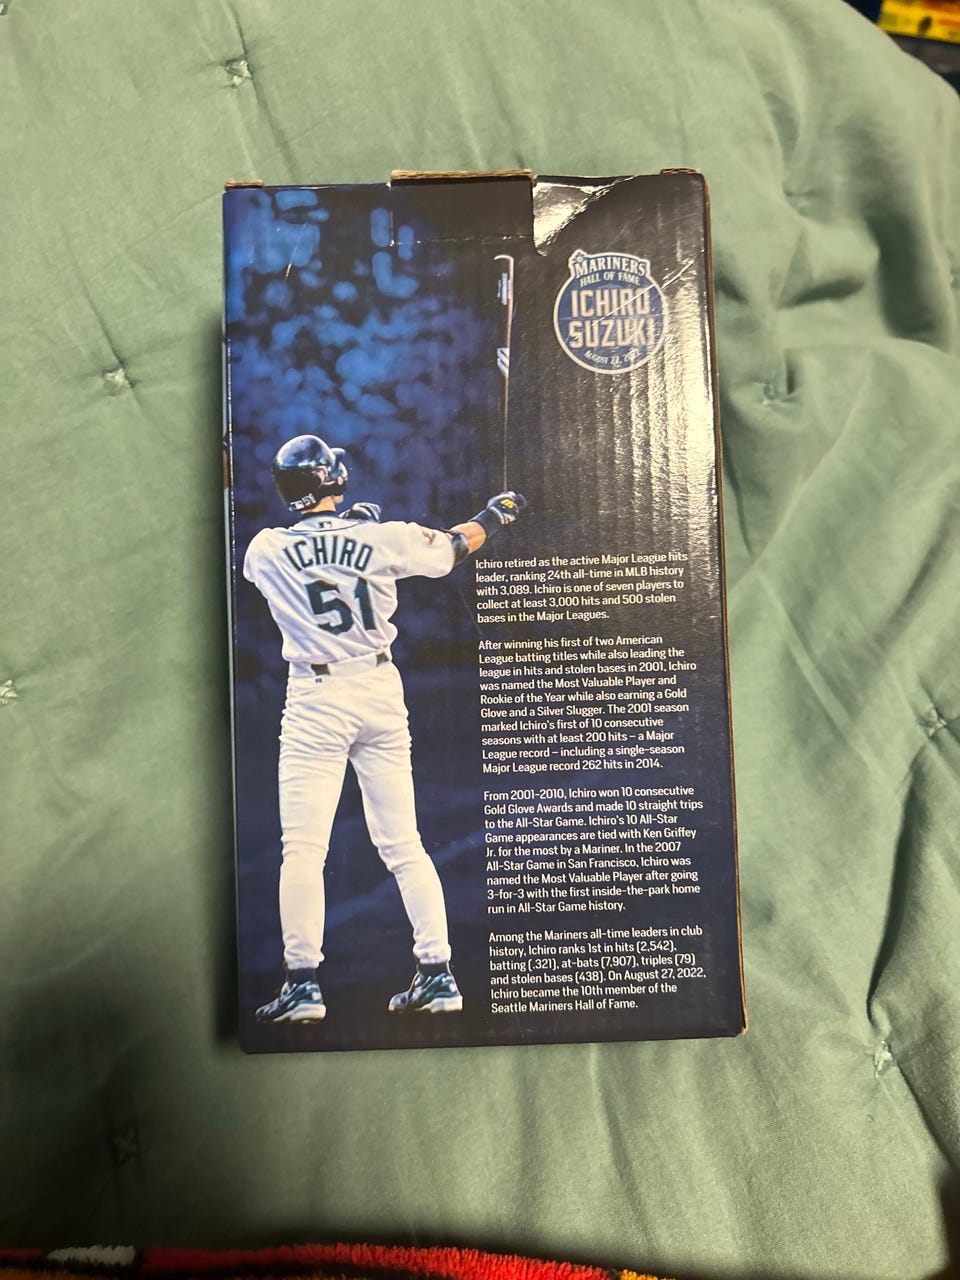 MARINERS
HALL OF FAME
ICHIRO
SUZUKI
AUGUST 27, 2022
51
ICHIRO
51
Ichiro retired as the active Major League hits
leader, ranking 24th all-time in MLB history
with 3,089. Ichiro is one of seven players to
collect at least 3,000 hits and 500 stolen
bases in the Major Leagues.
After winning his first of two American
League batting titles while also leading the
league in hits and stolen bases in 2001, Ichiro
was named the Most Valuable Player and
Rookie of the Year while also earning a Gold
Glove and a Silver Slugger. The 2001 season
marked Ichiro's first of 10 consecutive
seasons with at least 200 hits – a Major
League record – including a single-season
Major League record 262 hits in 2014.
From 2001-2010, Ichiro won 10 consecutive
Gold Glove Awards and made 10 straight trips
to the All-Star Game. Ichiro's 10 All-Star
Game appearances are tied with Ken Griffey
Jr. for the most by a Mariner. In the 2007
All-Star Game in San Francisco, Ichiro was
named the Most Valuable Player after going
3-for-3 with the first inside-the-park home
run in All-Star Game history.
Among the Mariners all-time leaders in club
history, Ichiro ranks 1st in hits (2,542),
batting (.321), at-bats (7,907), triples (79)
and stolen bases (438). On August 27, 2022,
Ichiro became the 10th member of the
Seattle Mariners Hall of Fame.